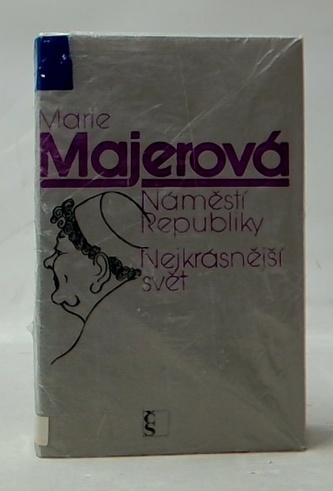 Marie
Majerová
Náměstí
Republiky
Nejkrásnější
svět
ČS